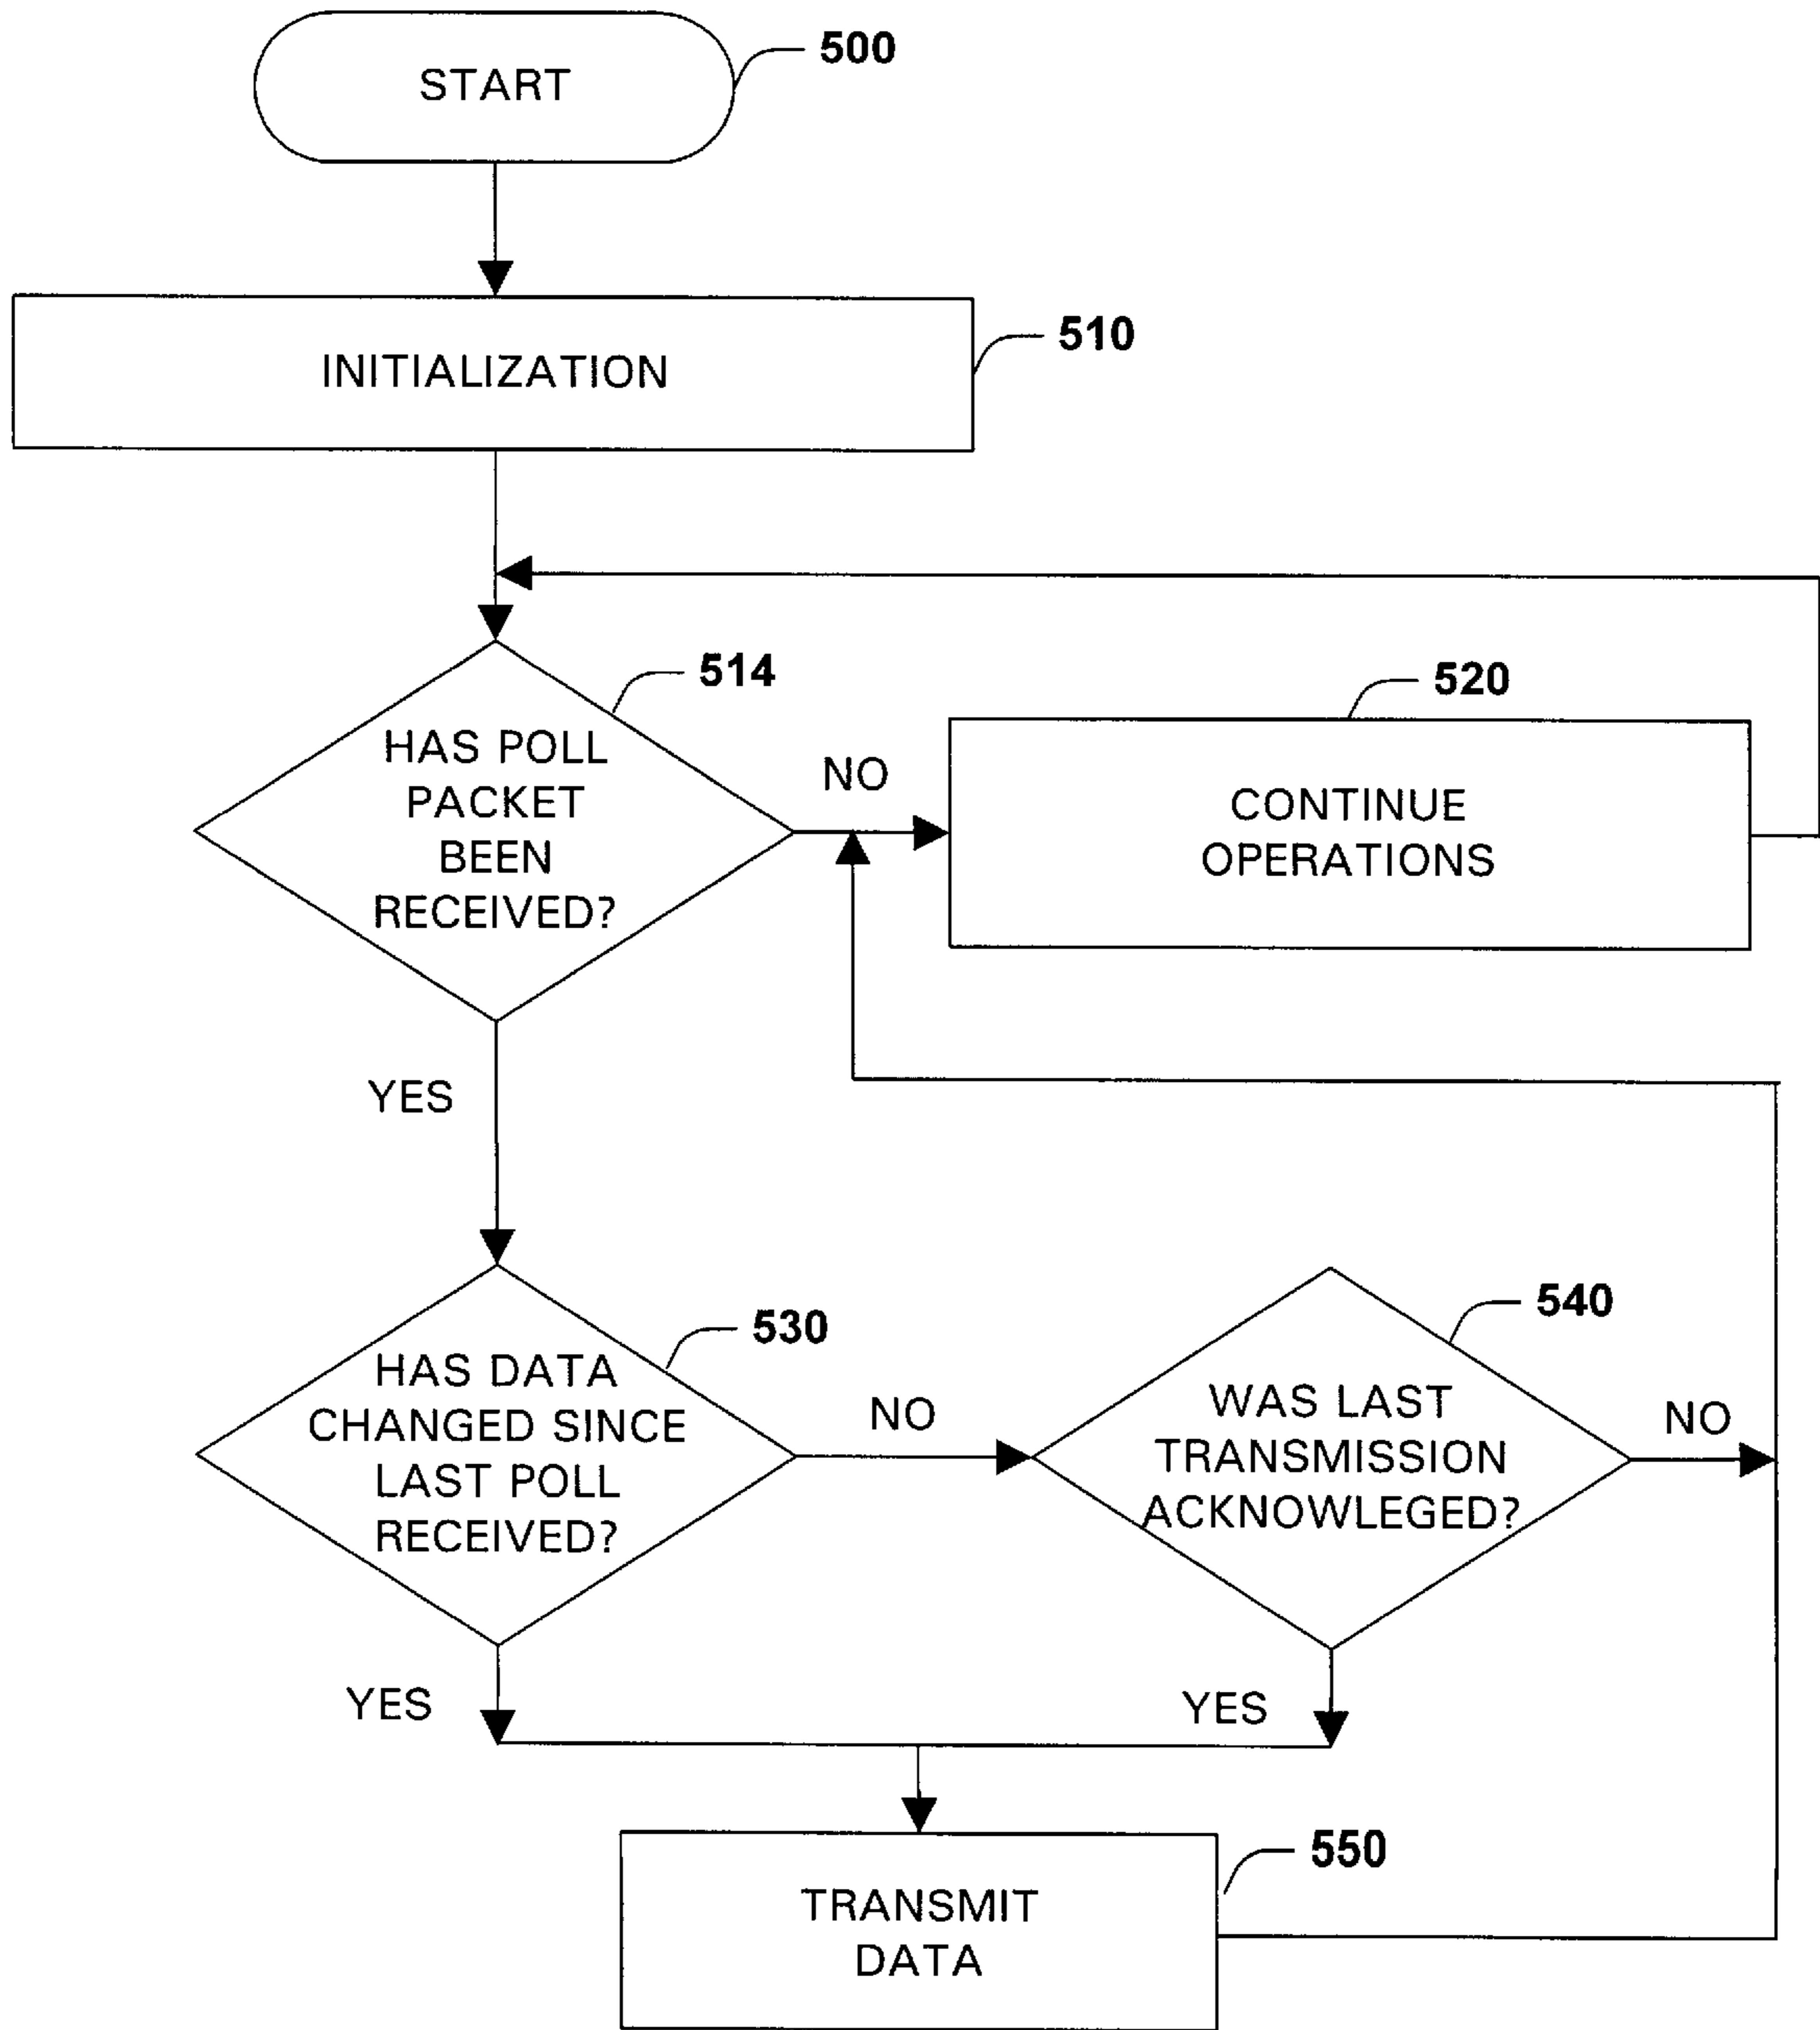 START
500
INITIALIZATION
510
HAS POLL
PACKET
BEEN
RECEIVED?
514
NO
CONTINUE
OPERATIONS
520
YES
HAS DATA
CHANGED SINCE
LAST POLL
RECEIVED?
530
NO
WAS LAST
TRANSMISSION
ACKNOWLEGED?
540
NO
YES
YES
TRANSMIT
DATA
550